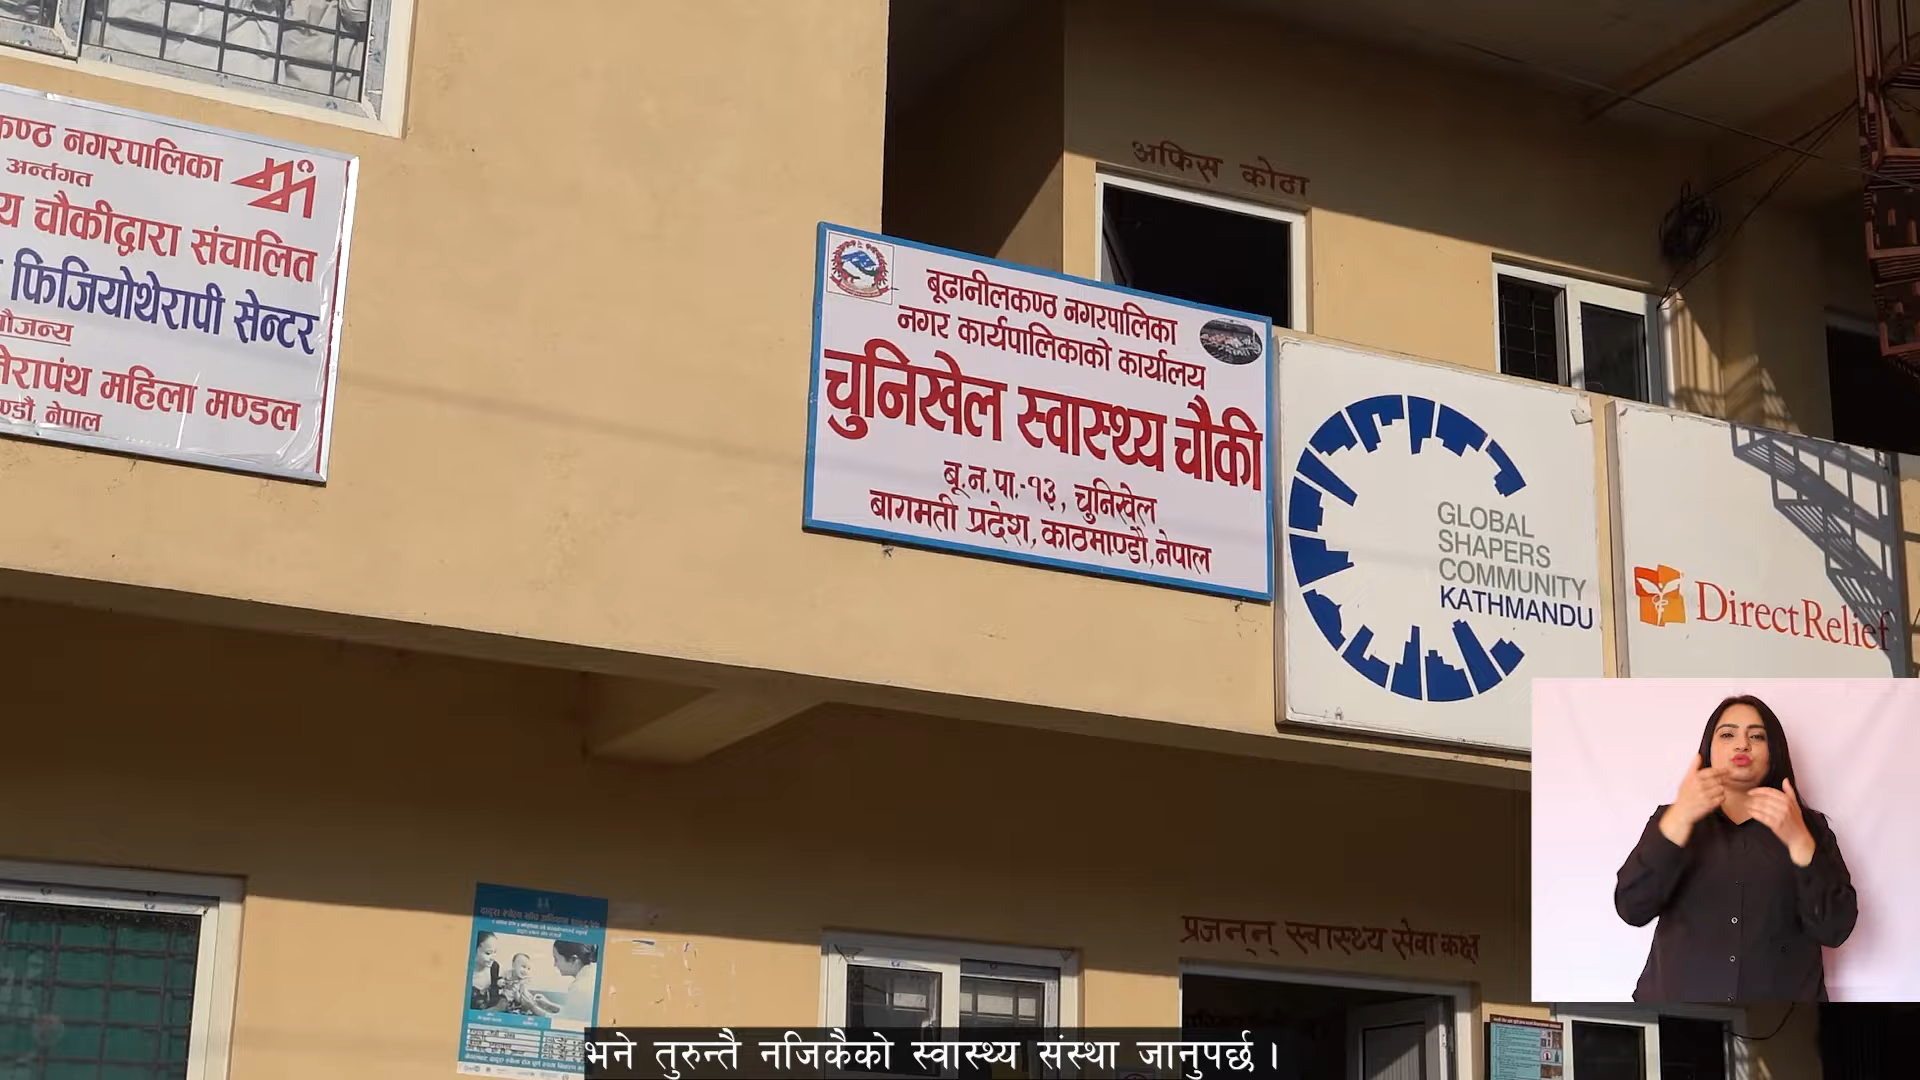 कण्ठ नगरपालिका
अर्न्तगत
य चौकीद्वारा संचालित
फिजियोथेरापी सेन्टर
सौजन्य
तेरापंथ महिला मण्डल
नेपाल
अफिस कोठा
बूढानीलकण्ठ नगरपालिका
नगर कार्यपालिकाको कार्यालय
चुनिखेल स्वास्थ्य चौकी
बू.न.पा.-१३, चुनिखेल
बागमती प्रदेश, काठमाण्डौ, नेपाल
GLOBAL
SHAPERS
COMMUNITY
KATHMANDU
DirectRelief
प्रजनन् स्वास्थ्य सेवा कक्ष
भने तुरुन्तै नजिकैको स्वास्थ्य संस्था जानुपर्छ ।